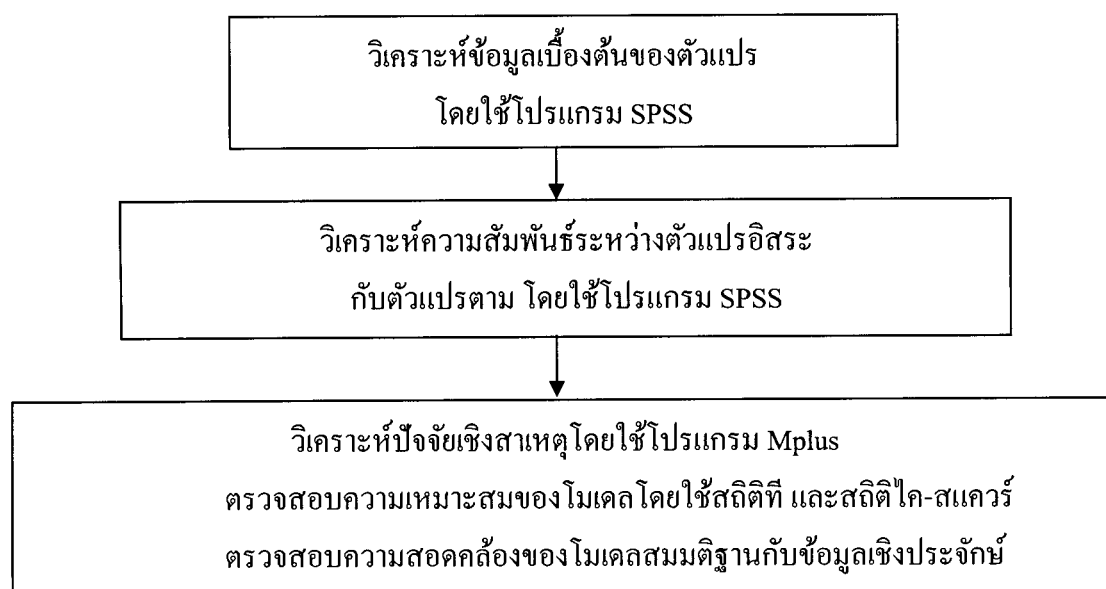 วิเคราะห์ข้อมูลเบื้องต้นของตัวแปร
โดยใช้โปรแกรม SPSS
วิเคราะห์ความสัมพันธ์ระหว่างตัวแปรอิสระ
กับตัวแปรตาม โดยใช้โปรแกรม SPSS
วิเคราะห์ปัจจัยเชิงสาเหตุโดยใช้โปรแกรม Mplus
ตรวจสอบความเหมาะสมของโมเดลโดยใช้สถิติที และสถิติไค-สแควร์
ตรวจสอบความสอดคล้องของโมเดลสมมติฐานกับข้อมูลเชิงประจักษ์